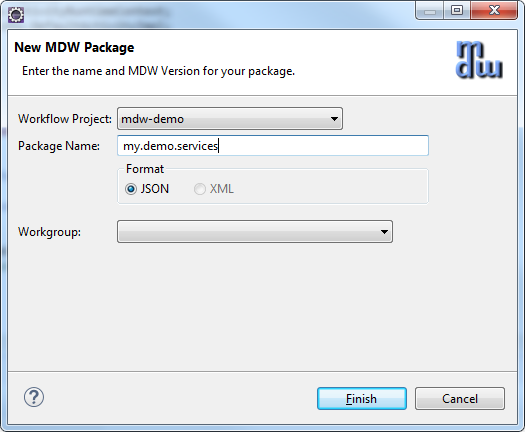 New MDW Package
Enter the name and MDW Version for your package.
mdw
Workflow Project: mdw-demo
Package Name: my.demo.services
Format
JSON XML
Workgroup:
?
Finish Cancel